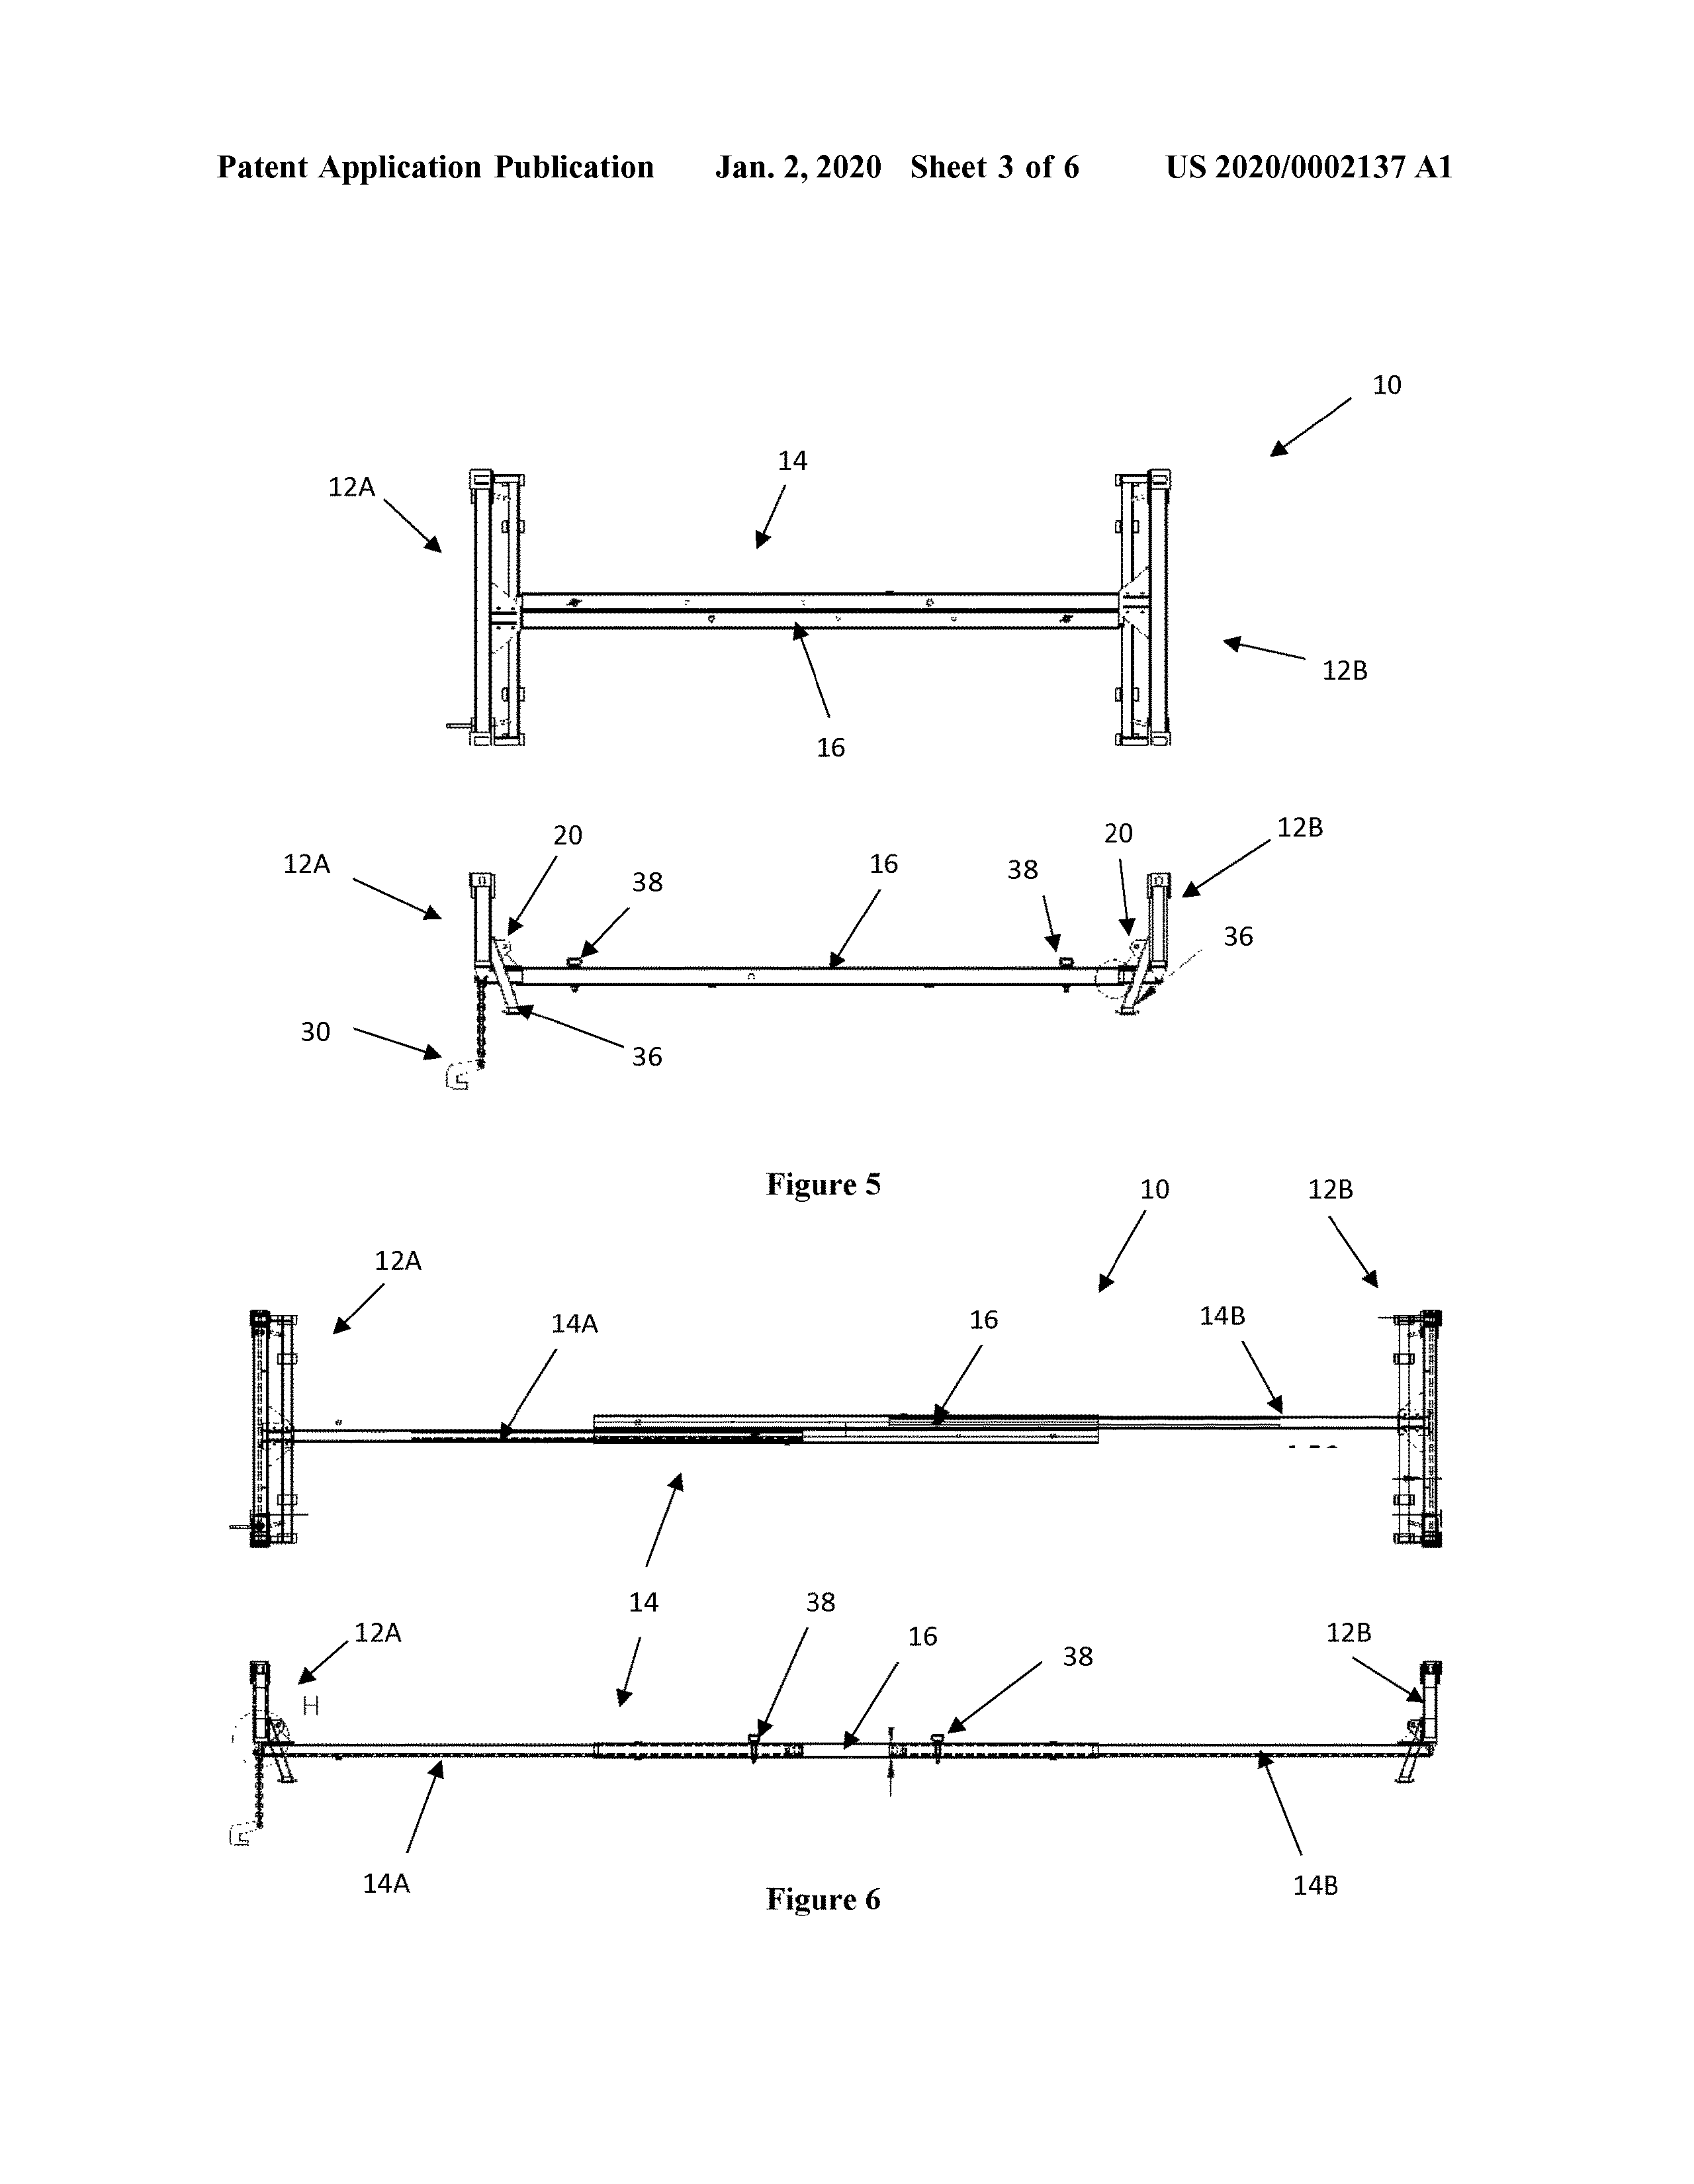 Patent Application Publication Jan. 2, 2020 Sheet 3 of 6 US 2020/0002137 A1
10
14
12A
12B
16
20
20
12B
12A
38
16
38
36
30
36
Figure 5
10
12B
12A
14A
16
14B
14
38
12A
16
12B
38
H
14A
14B
Figure 6